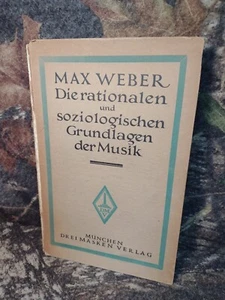 MAX WEBER
Die rationalen
und
soziologischen
Grundlagen
der Musik
MÜNCHEN
DREI MASKEN VERLAG